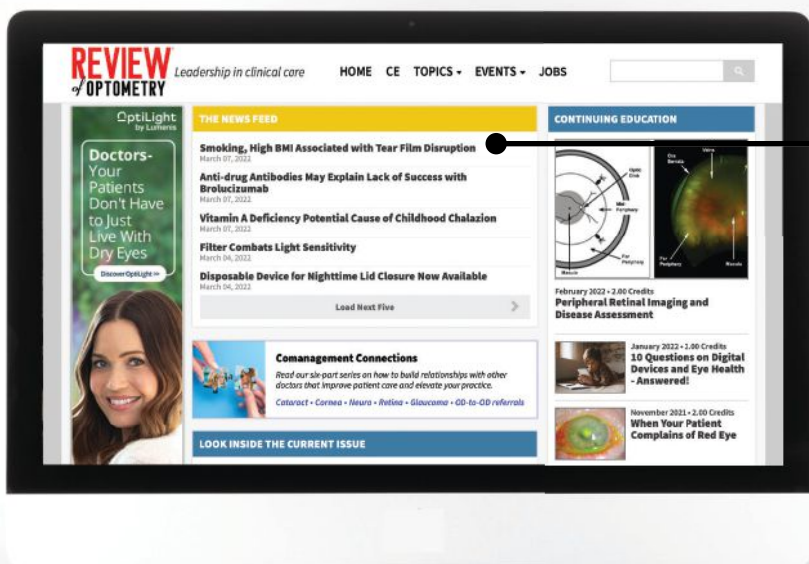 REVIEW
of OPTOMETRY
Leadership in clinical care
HOME CE TOPICS EVENTS JOBS
OptiLight
by Lumenis
Doctors-
Your
Patients
Don't Have
to Just
Live With
Dry Eyes
Discover OptiLight >>
THE NEWS FEED
Smoking, High BMI Associated with Tear Film Disruption
March 07, 2022
Anti-drug Antibodies May Explain Lack of Success with
Brolucizumab
March 07, 2022
Vitamin A Deficiency Potential Cause of Childhood Chalazion
March 07, 2022
Filter Combats Light Sensitivity
March 04, 2022
Disposable Device for Nighttime Lid Closure Now Available
March 04, 2022
Load Next Five
Comanagement Connections
Read our six-part series on how to build relationships with other
doctors that improve patient care and elevate your practice.
Cataract • Cornea • Neuro • Retina • Glaucoma • OD-to-OD referrals
LOOK INSIDE THE CURRENT ISSUE
CONTINUING EDUCATION
Optic
Disk
Mid
Periphery
Far
Periphery
Macula
Ora
Serrata
Veins
Far
Periphery
Macula
February 2022 • 2.00 Credits
Peripheral Retinal Imaging and
Disease Assessment
January 2022 • 1.00 Credits
10 Questions on Digital
Devices and Eye Health
- Answered!
November 2021 • 2.00 Credits
When Your Patient
Complains of Red Eye